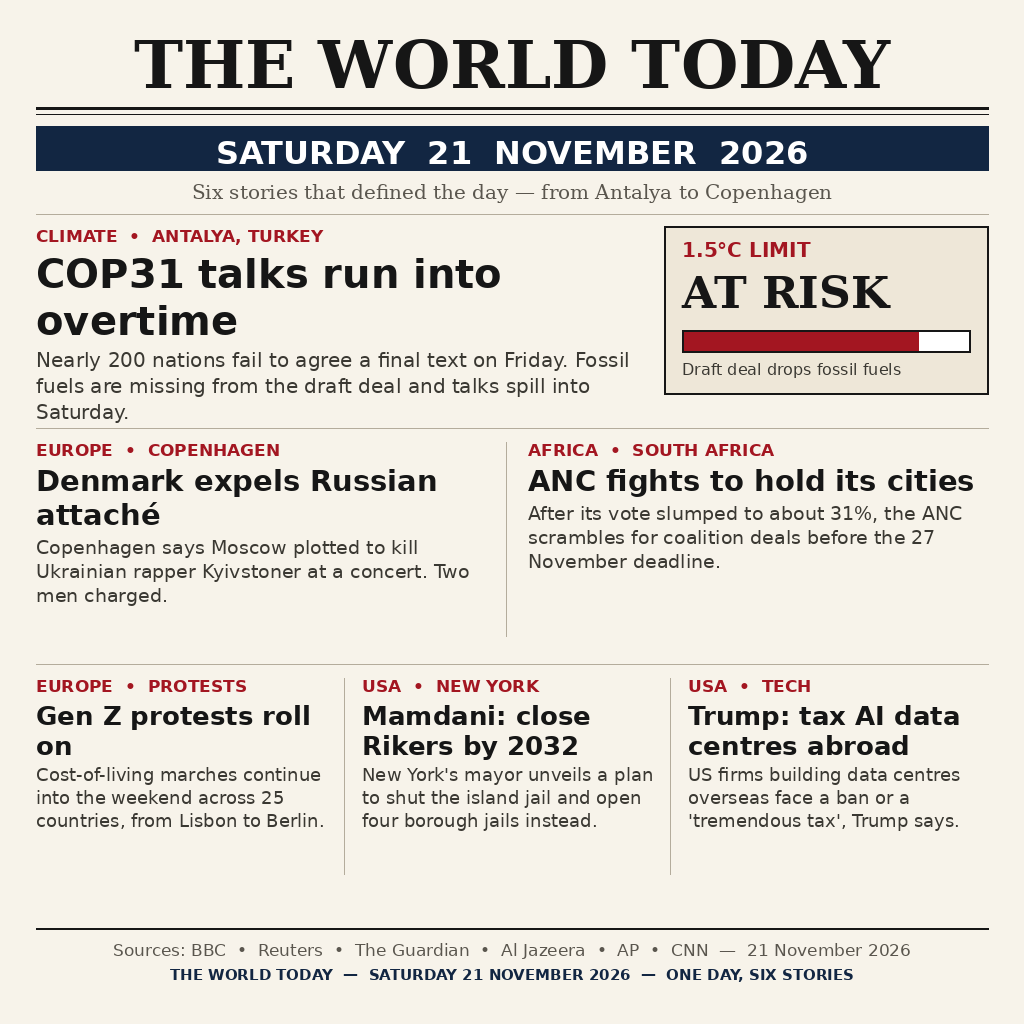 THE WORLD TODAY
SATURDAY 21 NOVEMBER 2026
Six stories that defined the day — from Antalya to Copenhagen
CLIMATE • ANTALYA, TURKEY
COP31 talks run into
overtime
Nearly 200 nations fail to agree a final text on Friday. Fossil
fuels are missing from the draft deal and talks spill into
Saturday.
1.5°C LIMIT
AT RISK
Draft deal drops fossil fuels
EUROPE • COPENHAGEN
Denmark expels Russian
attaché
Copenhagen says Moscow plotted to kill
Ukrainian rapper Kyivstoner at a concert. Two
men charged.
AFRICA • SOUTH AFRICA
ANC fights to hold its cities
After its vote slumped to about 31%, the ANC
scrambles for coalition deals before the 27
November deadline.
EUROPE • PROTESTS
Gen Z protests roll
on
Cost-of-living marches continue
into the weekend across 25
countries, from Lisbon to Berlin.
USA • NEW YORK
Mamdani: close
Rikers by 2032
New York's mayor unveils a plan
to shut the island jail and open
four borough jails instead.
USA • TECH
Trump: tax AI data
centres abroad
US firms building data centres
overseas face a ban or a
'tremendous tax', Trump says.
Sources: BBC • Reuters • The Guardian • Al Jazeera • AP • CNN — 21 November 2026
THE WORLD TODAY — SATURDAY 21 NOVEMBER 2026 — ONE DAY, SIX STORIES